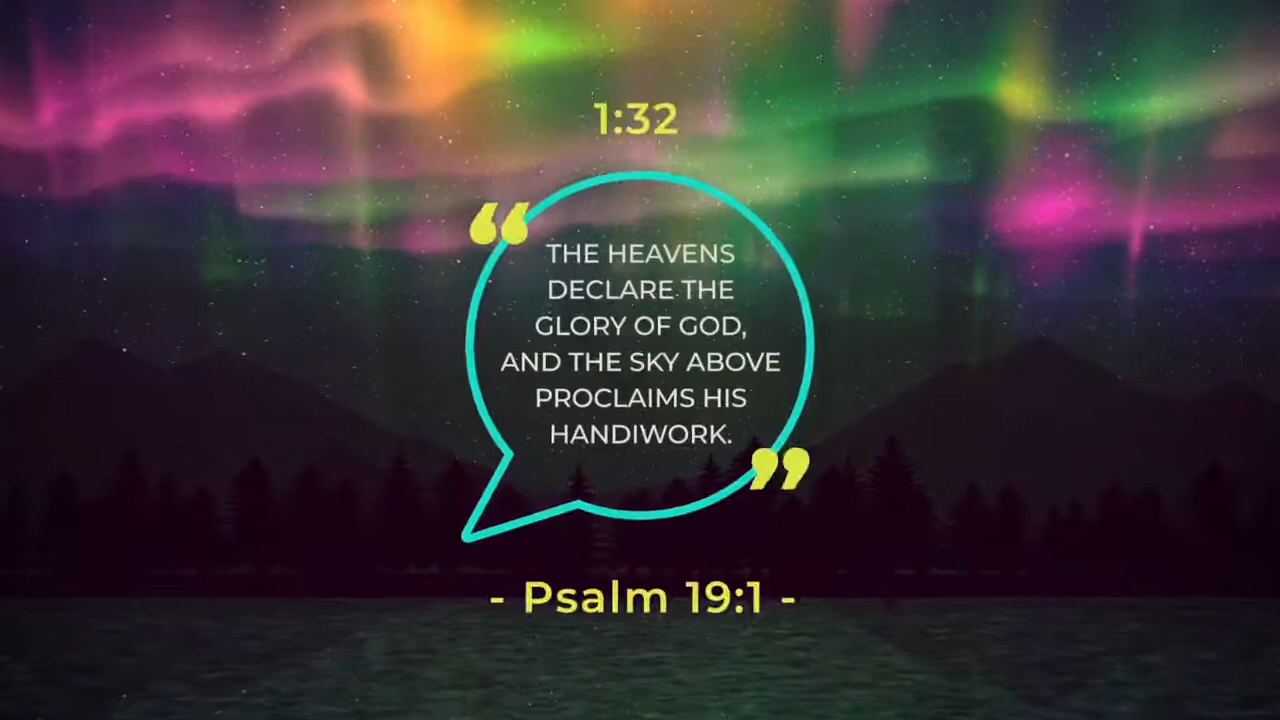 1:32
“
THE HEAVENS
DECLARE THE
GLORY OF GOD,
AND THE SKY ABOVE
PROCLAIMS HIS
HANDIWORK.
”
- Psalm 19:1 -